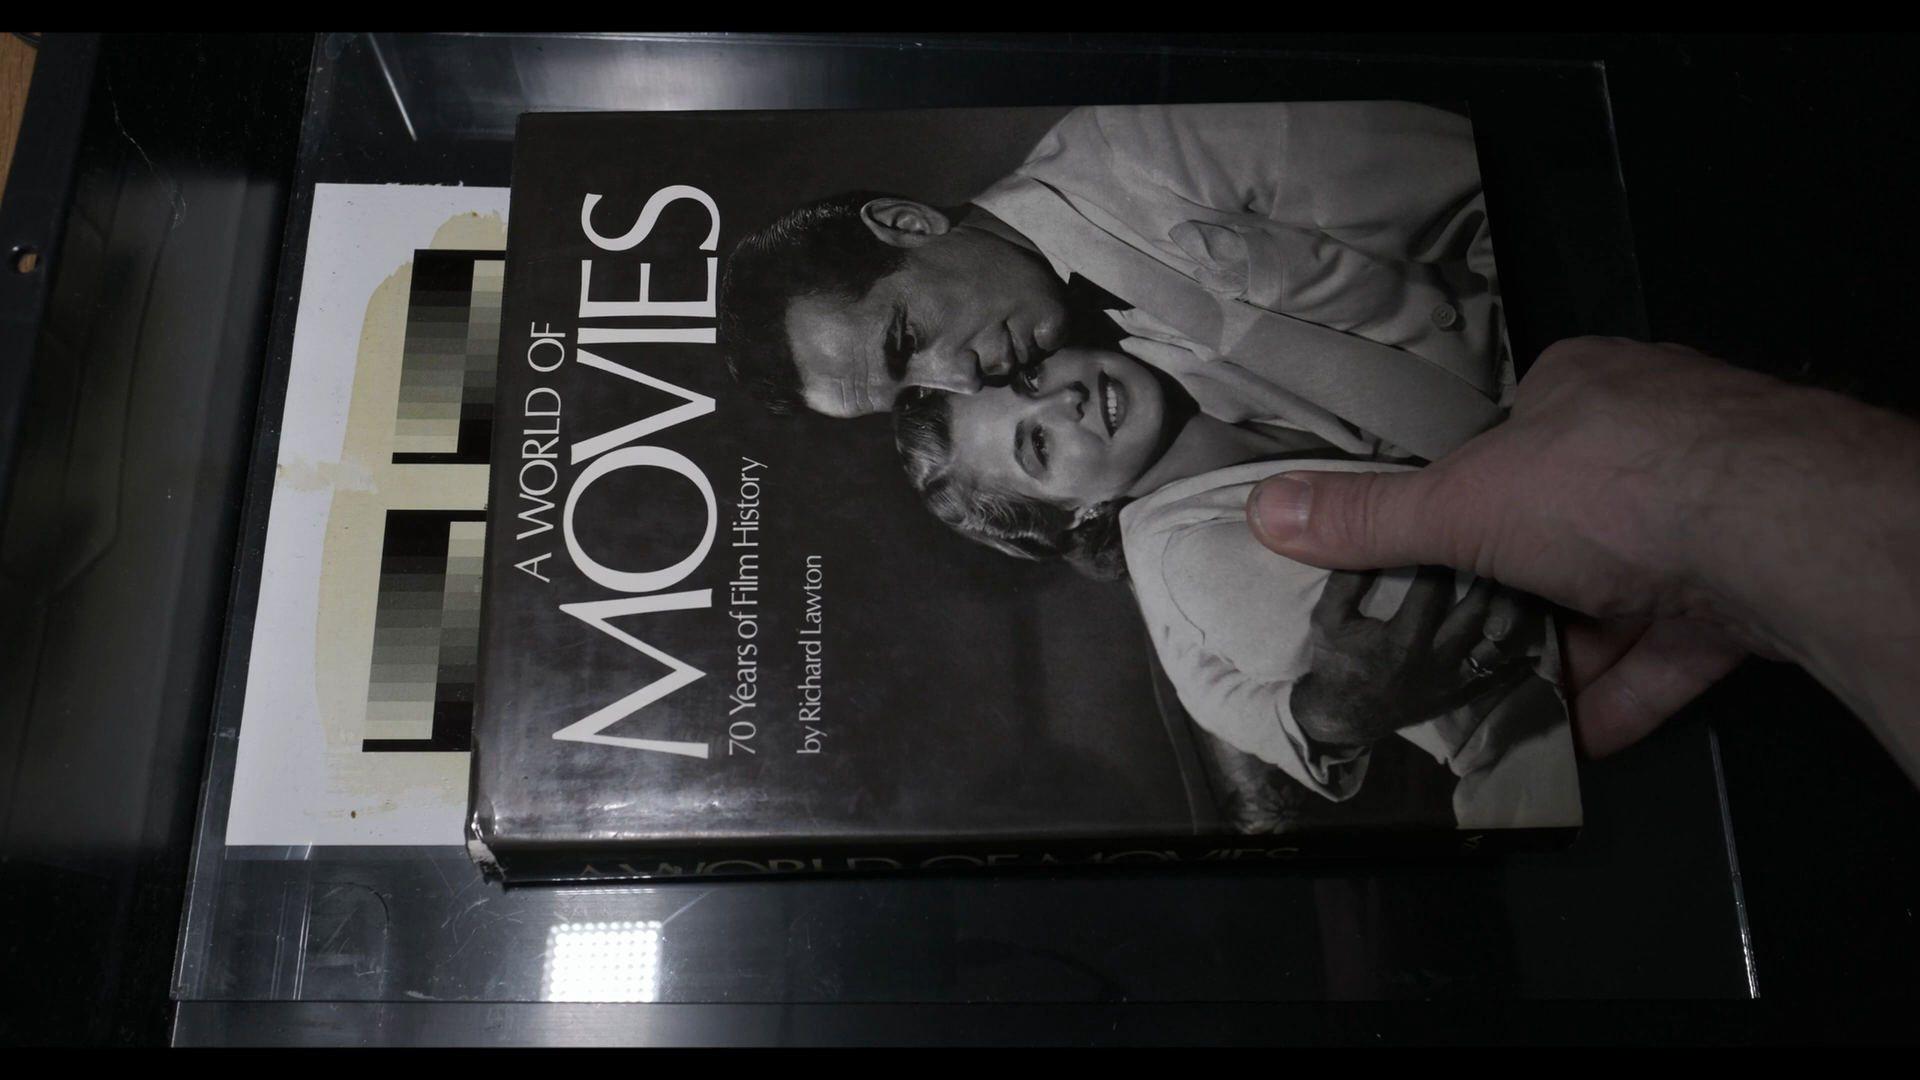 A WORLD OF
MOVIES
70 Years of Film History
by Richard Lawton
A WORLD OF MOVIES